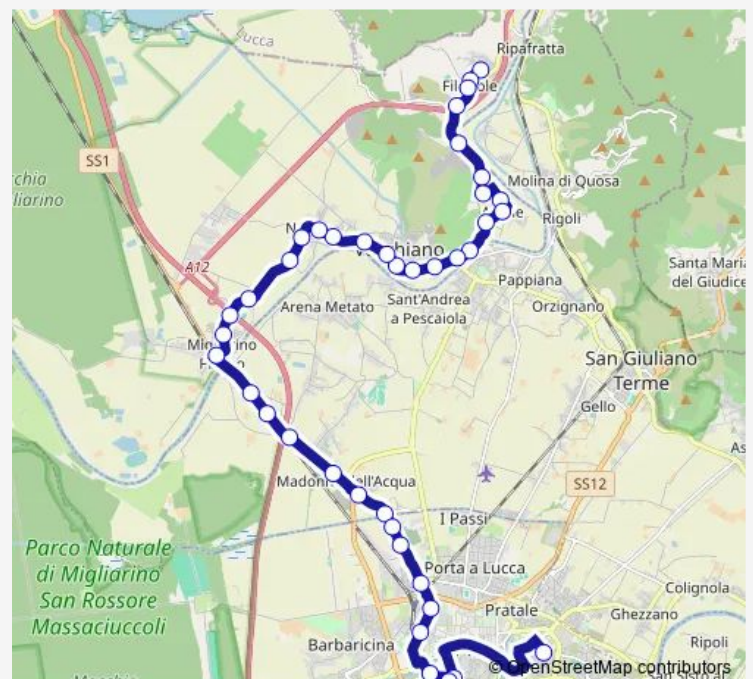 Lucca
Ripafratta
SS1
Molina di Quosa
Rigoli
A12
Santa Maria
del Giudice
Pappiana
Arena Metato
Sant'Andrea
a Pescaiola
Orzignano
San Giuliano
Terme
Gello
As
SS12
I Passi
Parco Naturale
di Migliarino
San Rossore
Massaciuccoli
Porta a Lucca
Colignola
Pratale
Ghezzano
Barbaricina
Ripoli
© OpenStreetMap contributors